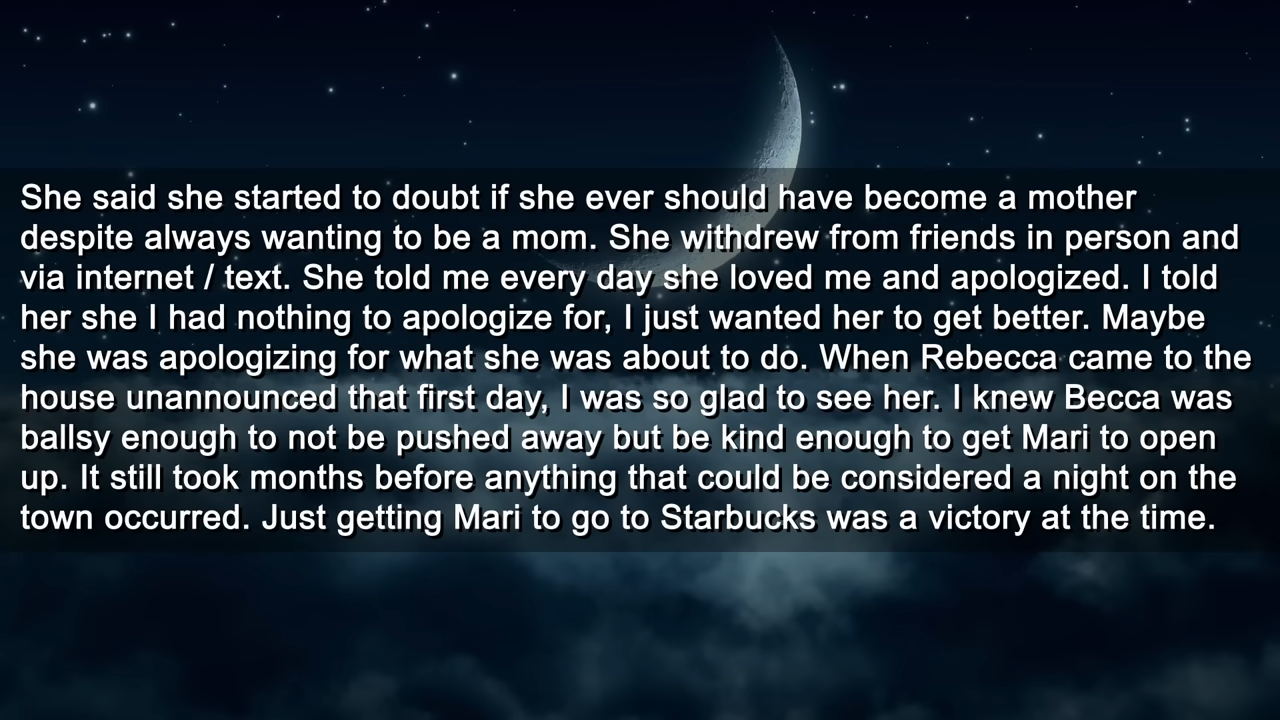 She said she started to doubt if she ever should have become a mother
despite always wanting to be a mom. She withdrew from friends in person and
via internet / text. She told me every day she loved me and apologized. I told
her she I had nothing to apologize for, I just wanted her to get better. Maybe
she was apologizing for what she was about to do. When Rebecca came to the
house unannounced that first day, I was so glad to see her. I knew Becca was
ballsy enough to not be pushed away but be kind enough to get Mari to open
up. It still took months before anything that could be considered a night on the
town occurred. Just getting Mari to go to Starbucks was a victory at the time.